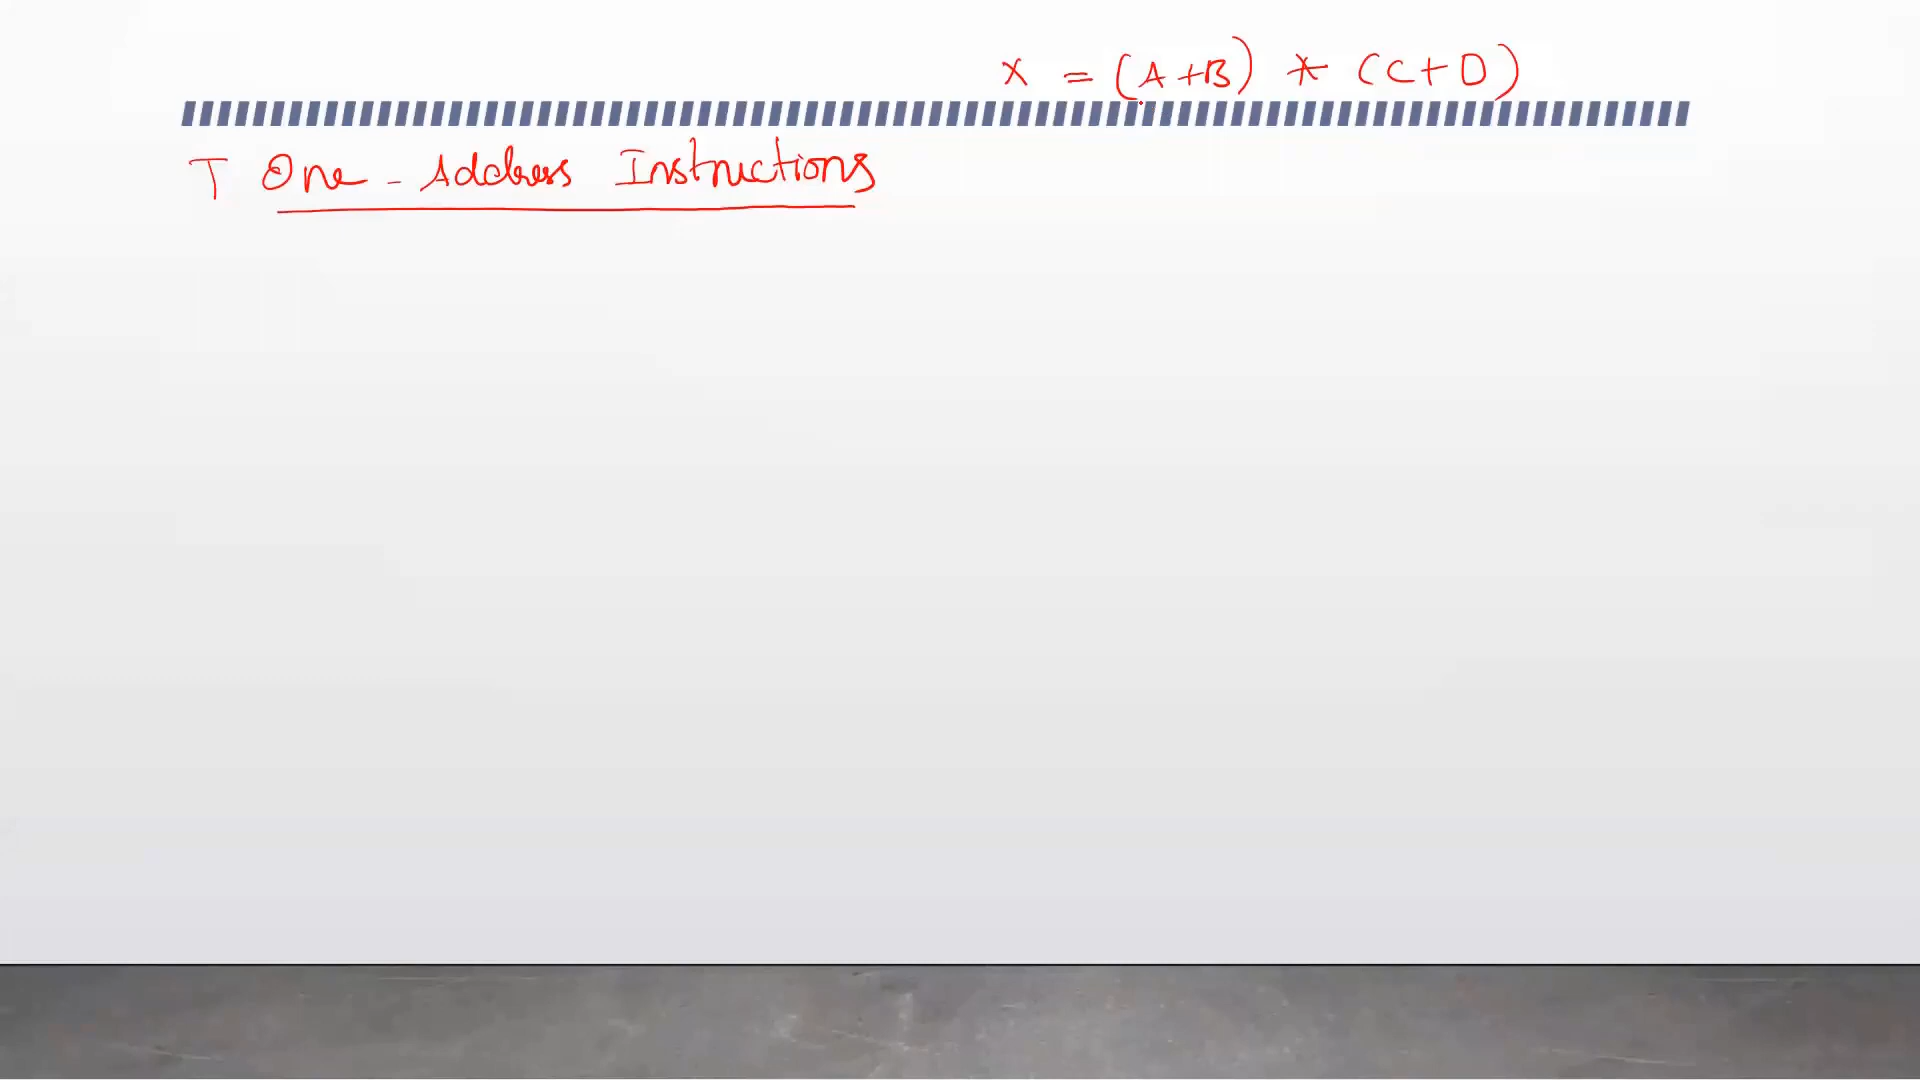 X = (A+B) * (C+D)
T One - Address Instructions